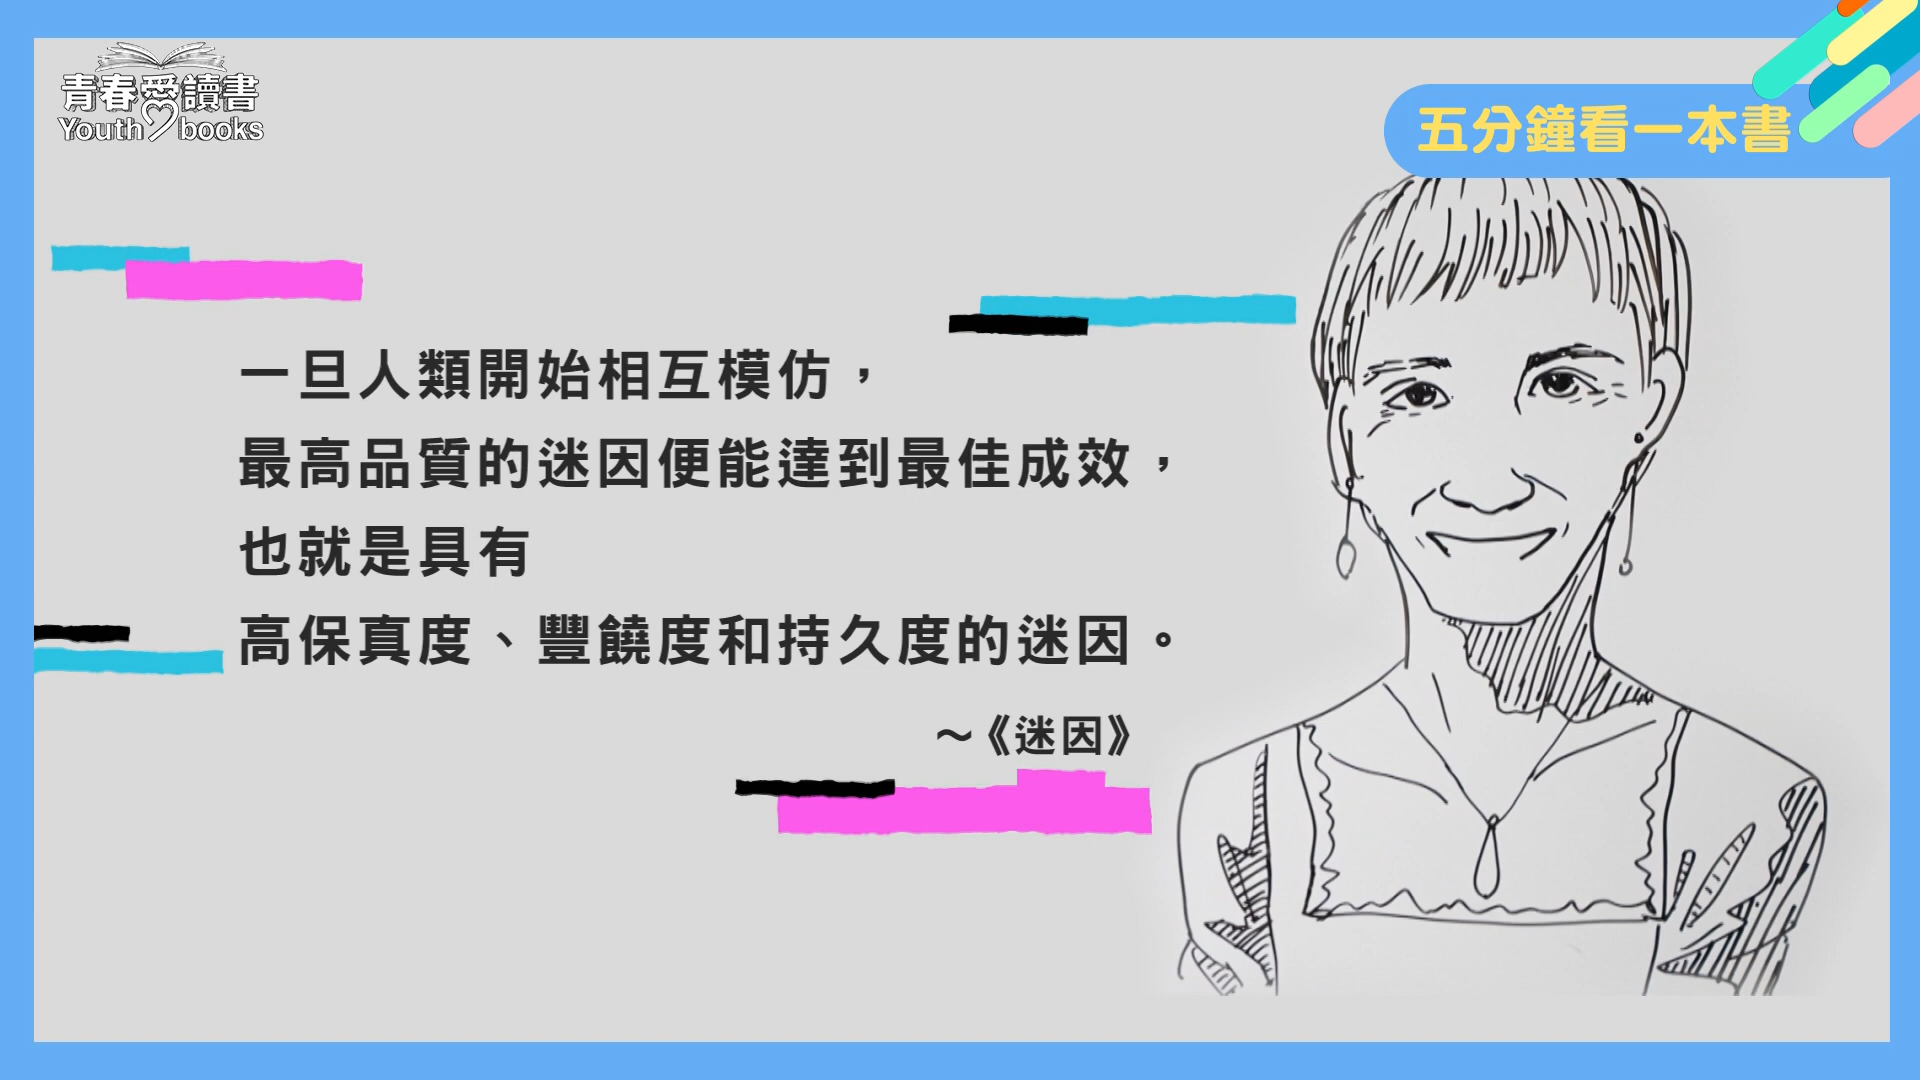 青春愛讀書
Youth books
五分鐘看一本書
一旦人類開始相互模仿，
最高品質的迷因便能達到最佳成效，
也就是具有
高保真度、豐饒度和持久度的迷因。
～《迷因》